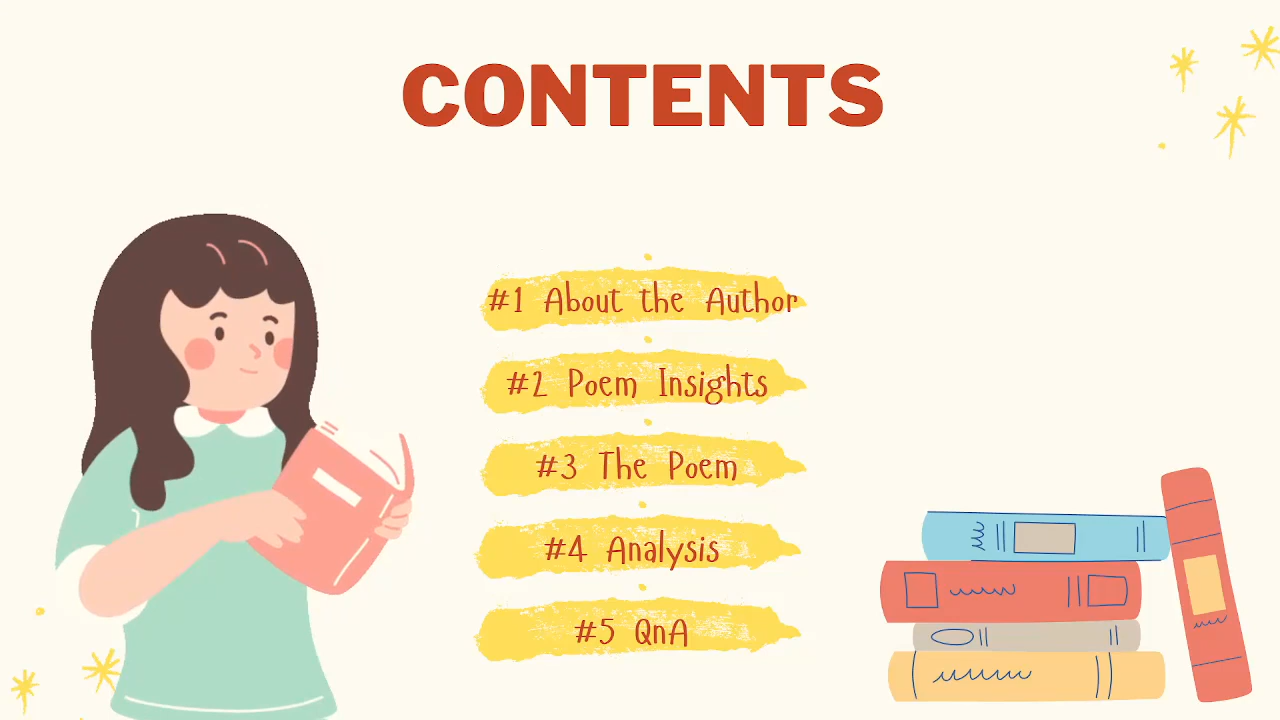 CONTENTS
#1 About the Author
#2 Poem Insights
#3 The Poem
#4 Analysis
#5 QnA